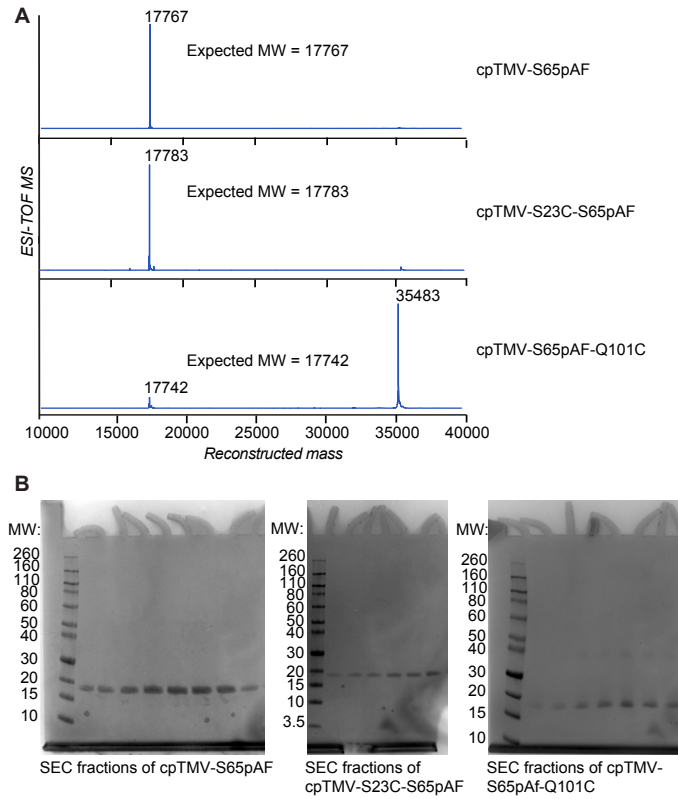 A
17767
Expected MW = 17767
cpTMV-S65pAF
17783
Expected MW = 17783
cpTMV-S23C-S65pAF
ESI-TOF MS
35483
Expected MW = 17742
cpTMV-S65pAF-Q101C
17742
10000 15000 20000 25000 30000 35000 40000
Reconstructed mass
B
MW:
260
160
110
80
60
50
40
30
20
15
10
SEC fractions of cpTMV-S65pAF
MW:
260
160
110
80
60
50
40
30
20
15
10
3.5
SEC fractions of
cpTMV-S23C-S65pAF
MW:
260
160
110
80
60
50
40
30
20
15
10
SEC fractions of cpTMV-
S65pAf-Q101C